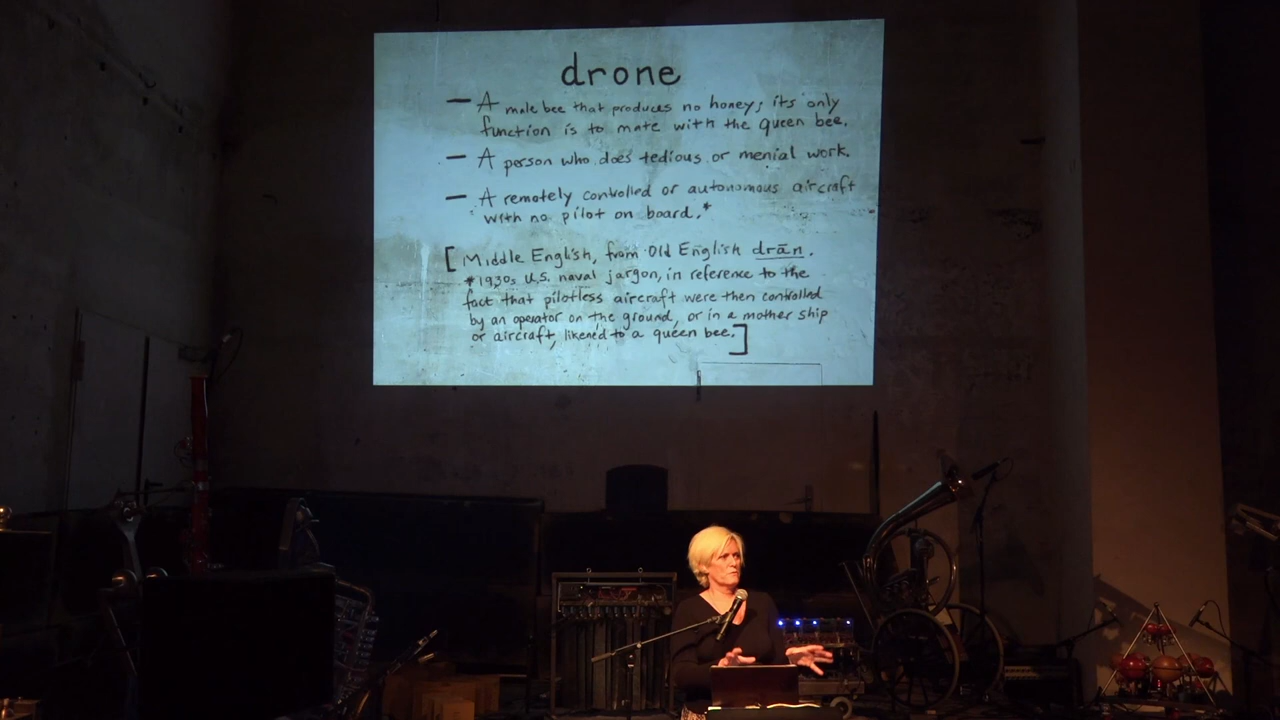 drone
— A male bee that produces no honey; its only
function is to mate with the queen bee.
— A person who does tedious or menial work.
— A remotely controlled or autonomous aircraft
with no pilot on board.*
[Middle English, from Old English drān.
*1930s U.S. naval jargon, in reference to the
fact that pilotless aircraft were then controlled
by an operator on the ground, or in a mother ship
or aircraft, likened to a queen bee.]